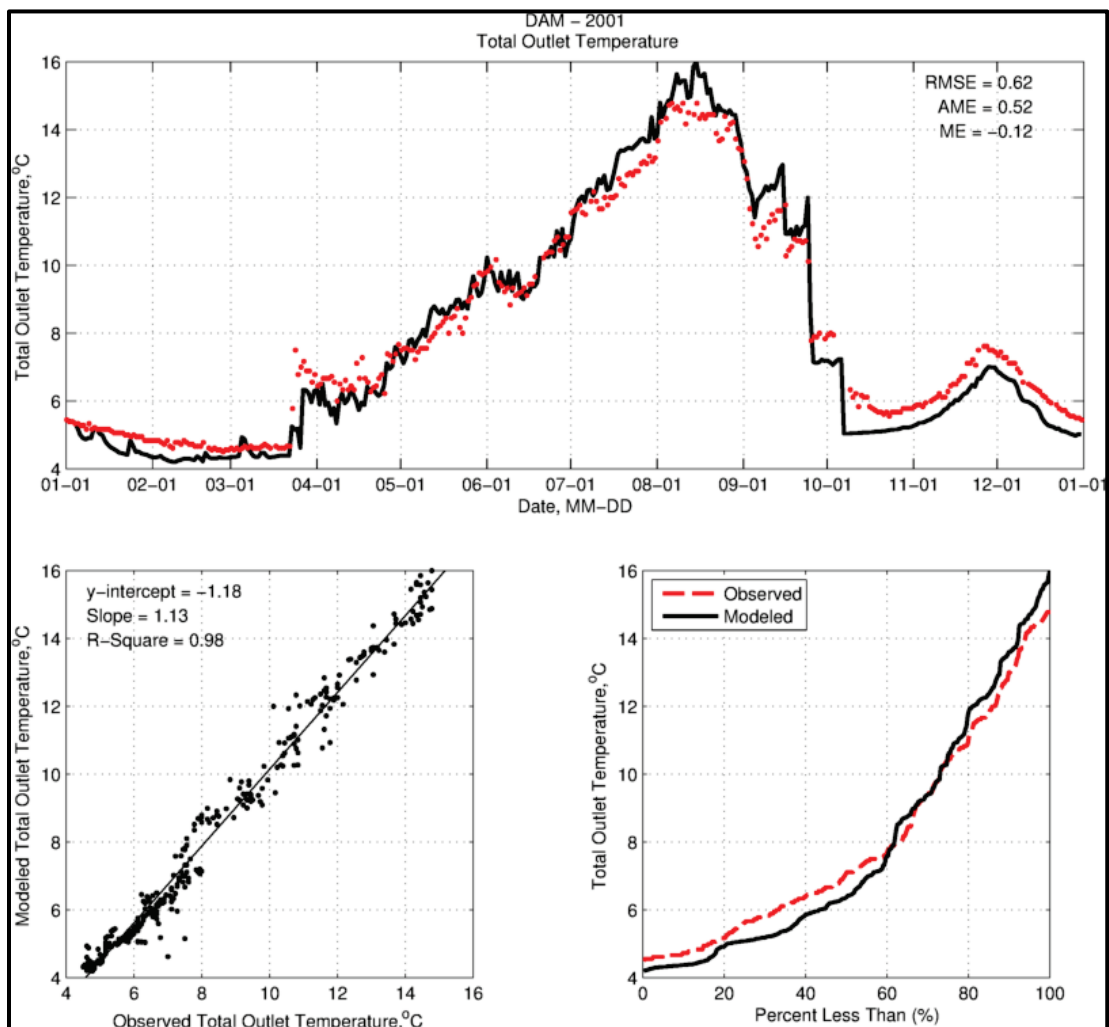 DAM − 2001
Total Outlet Temperature
RMSE = 0.62
AME = 0.52
ME = −0.12
Total Outlet Temperature,°C
16
14
12
10
8
6
4
01−01 02−01 03−01 04−01 05−01 06−01 07−01 08−01 09−01 10−01 11−01 12−01 01−01
Date, MM−DD
y−intercept = −1.18
Slope = 1.13
R−Square = 0.98
Modeled Total Outlet Temperature,°C
16
14
12
10
8
6
4
4 6 8 10 12 14 16
Observed Total Outlet Temperature,°C
Observed
Modeled
Total Outlet Temperature,°C
16
14
12
10
8
6
4
0 20 40 60 80 100
Percent Less Than (%)